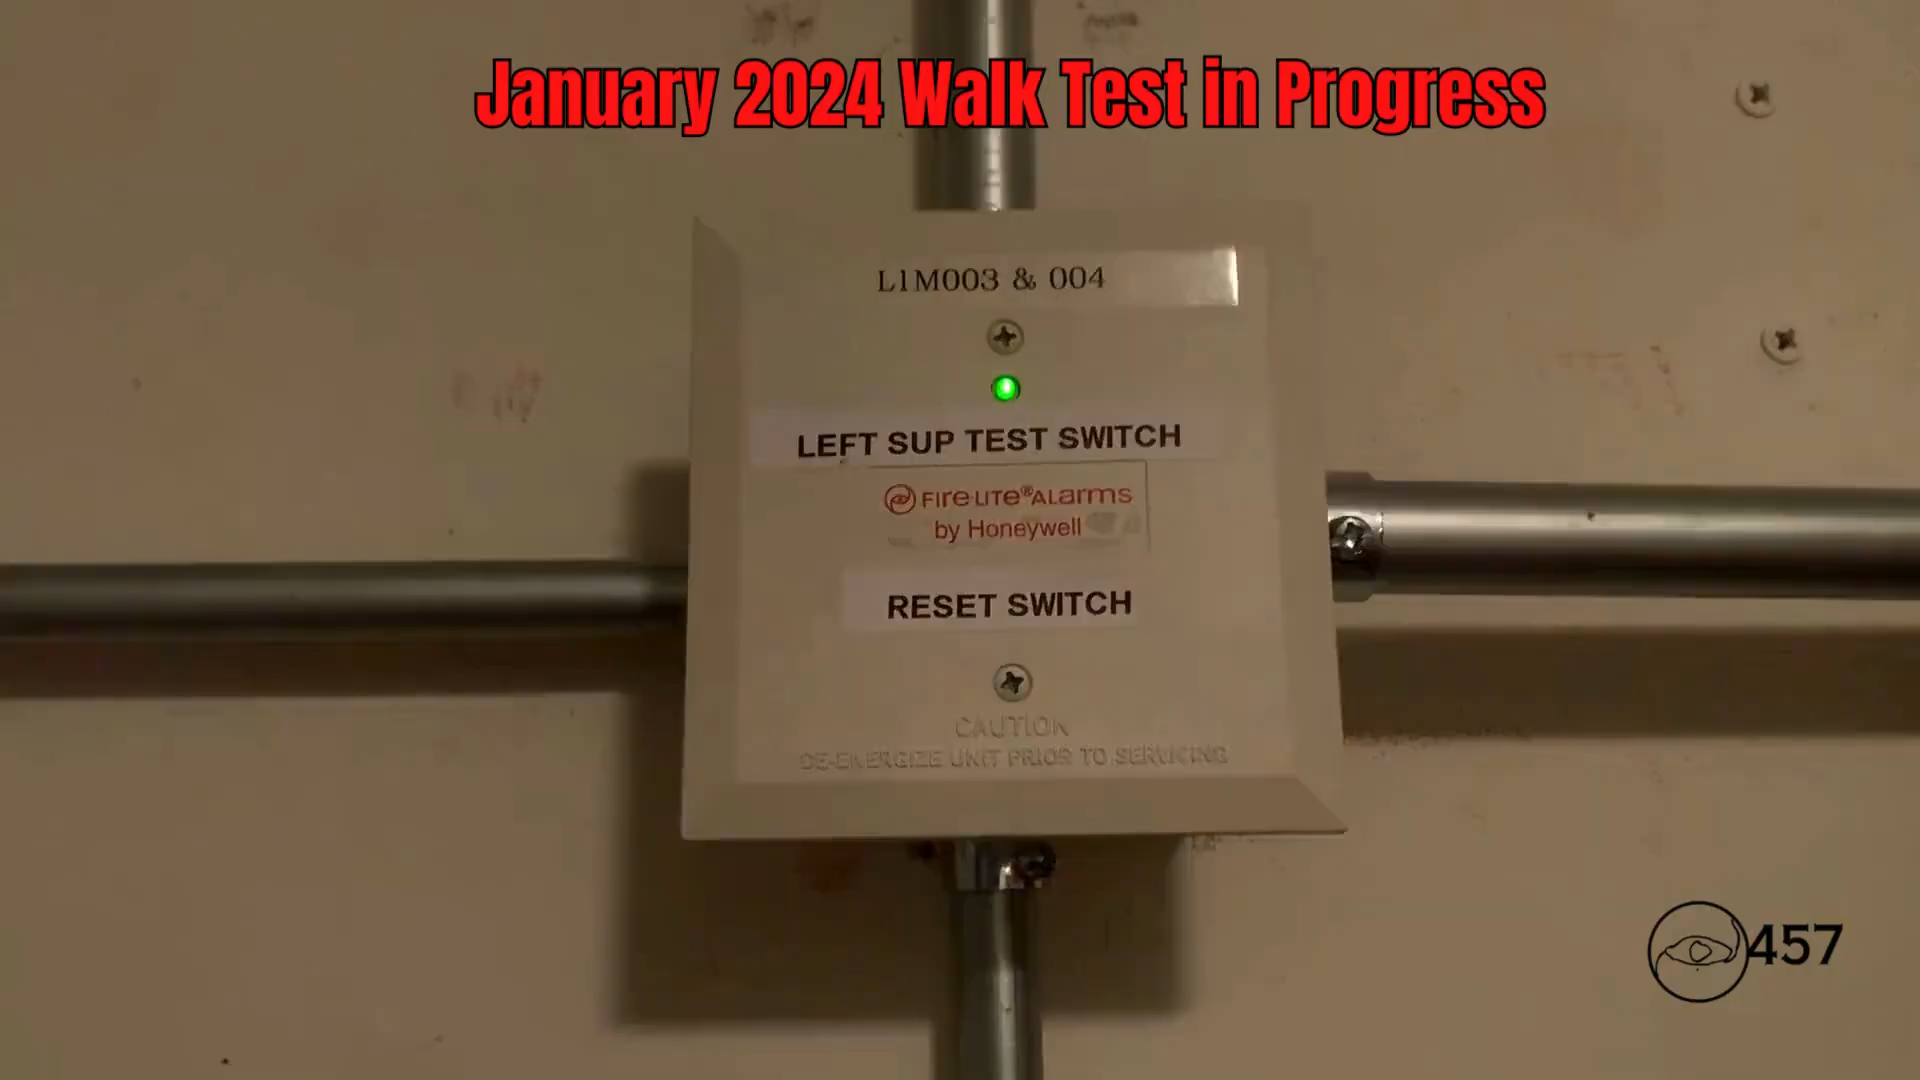 January 2024 Walk Test in Progress
L1M003 & 004
LEFT SUP TEST SWITCH
FIRE·LITE®ALARMS
by Honeywell
RESET SWITCH
CAUTION
DE-ENERGIZE UNIT PRIOR TO SERVICING
457